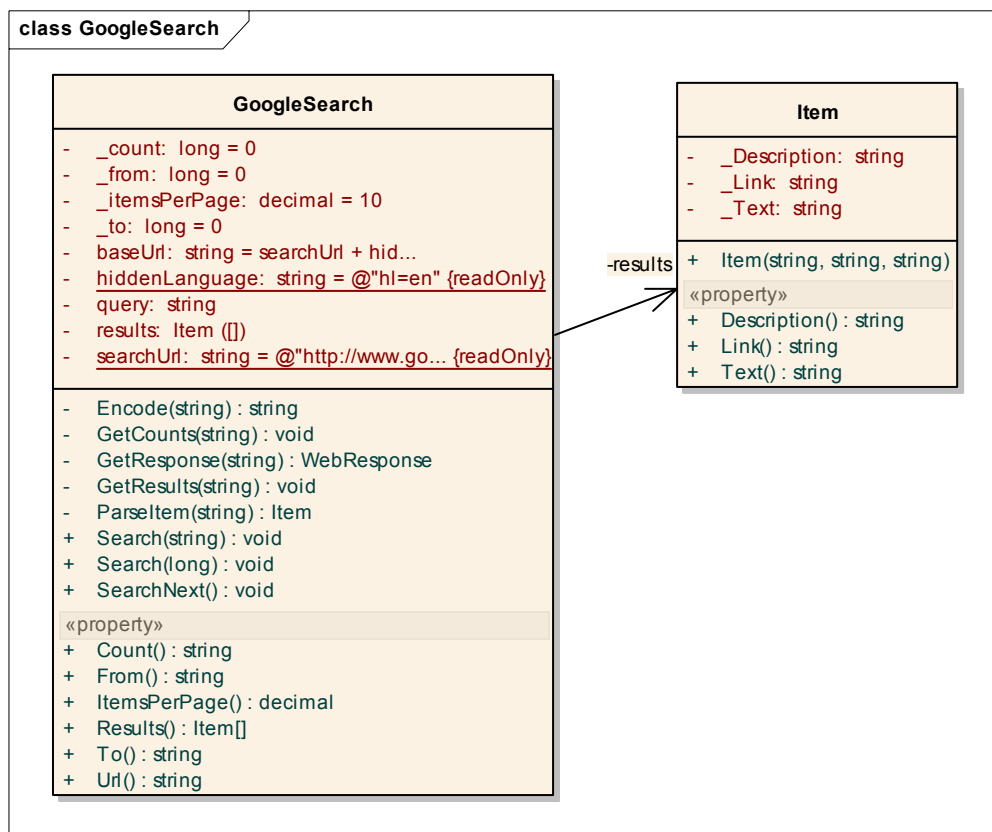 class GoogleSearch
GoogleSearch
- _count: long = 0
- _from: long = 0
- _itemsPerPage: decimal = 10
- _to: long = 0
- baseUrl: string = searchUrl + hid...
- hiddenLanguage: string = @"hl=en" {readOnly}
- query: string
- results: Item ([])
- searchUrl: string = @"http://www.go... {readOnly}
- Encode(string) : string
- GetCounts(string) : void
- GetResponse(string) : WebResponse
- GetResults(string) : void
- ParseItem(string) : Item
+ Search(string) : void
+ Search(long) : void
+ SearchNext() : void
«property»
+ Count() : string
+ From() : string
+ ItemsPerPage() : decimal
+ Results() : Item[]
+ To() : string
+ Url() : string
-results
Item
- _Description: string
- _Link: string
- _Text: string
+ Item(string, string, string)
«property»
+ Description() : string
+ Link() : string
+ Text() : string